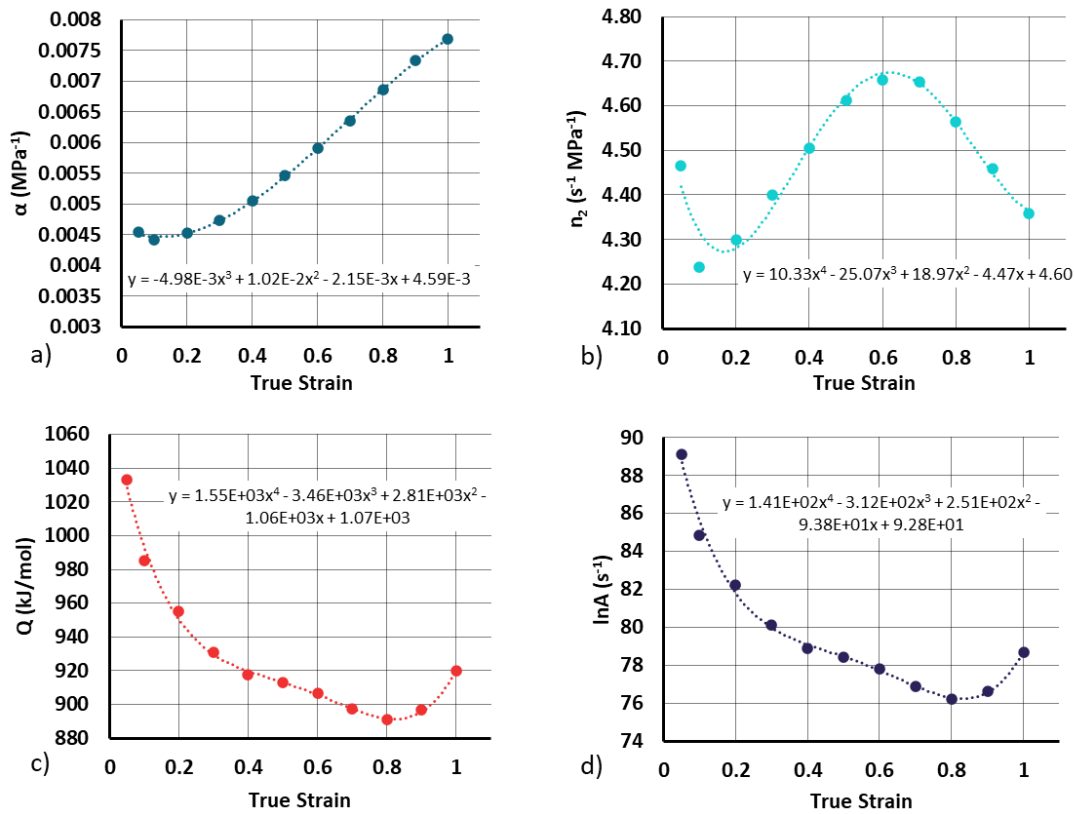 0.008
0.0075
0.007
0.0065
0.006
0.0055
0.005
0.0045
0.004
0.0035
0.003
α (MPa⁻¹)
y = -4.98E-3x³ + 1.02E-2x² - 2.15E-3x + 4.59E-3
0 0.2 0.4 0.6 0.8 1
True Strain
a)
4.80
4.70
4.60
4.50
4.40
4.30
4.20
4.10
n₂ (s⁻¹ MPa⁻¹)
y = 10.33x⁴ - 25.07x³ + 18.97x² - 4.47x + 4.60
0 0.2 0.4 0.6 0.8 1
True Strain
b)
1060
1040
1020
1000
980
960
940
920
900
880
Q (kJ/mol)
y = 1.55E+03x⁴ - 3.46E+03x³ + 2.81E+03x² -
1.06E+03x + 1.07E+03
0 0.2 0.4 0.6 0.8 1
True Strain
c)
90
88
86
84
82
80
78
76
74
lnA (s⁻¹)
y = 1.41E+02x⁴ - 3.12E+02x³ + 2.51E+02x² -
9.38E+01x + 9.28E+01
0 0.2 0.4 0.6 0.8 1
True Strain
d)